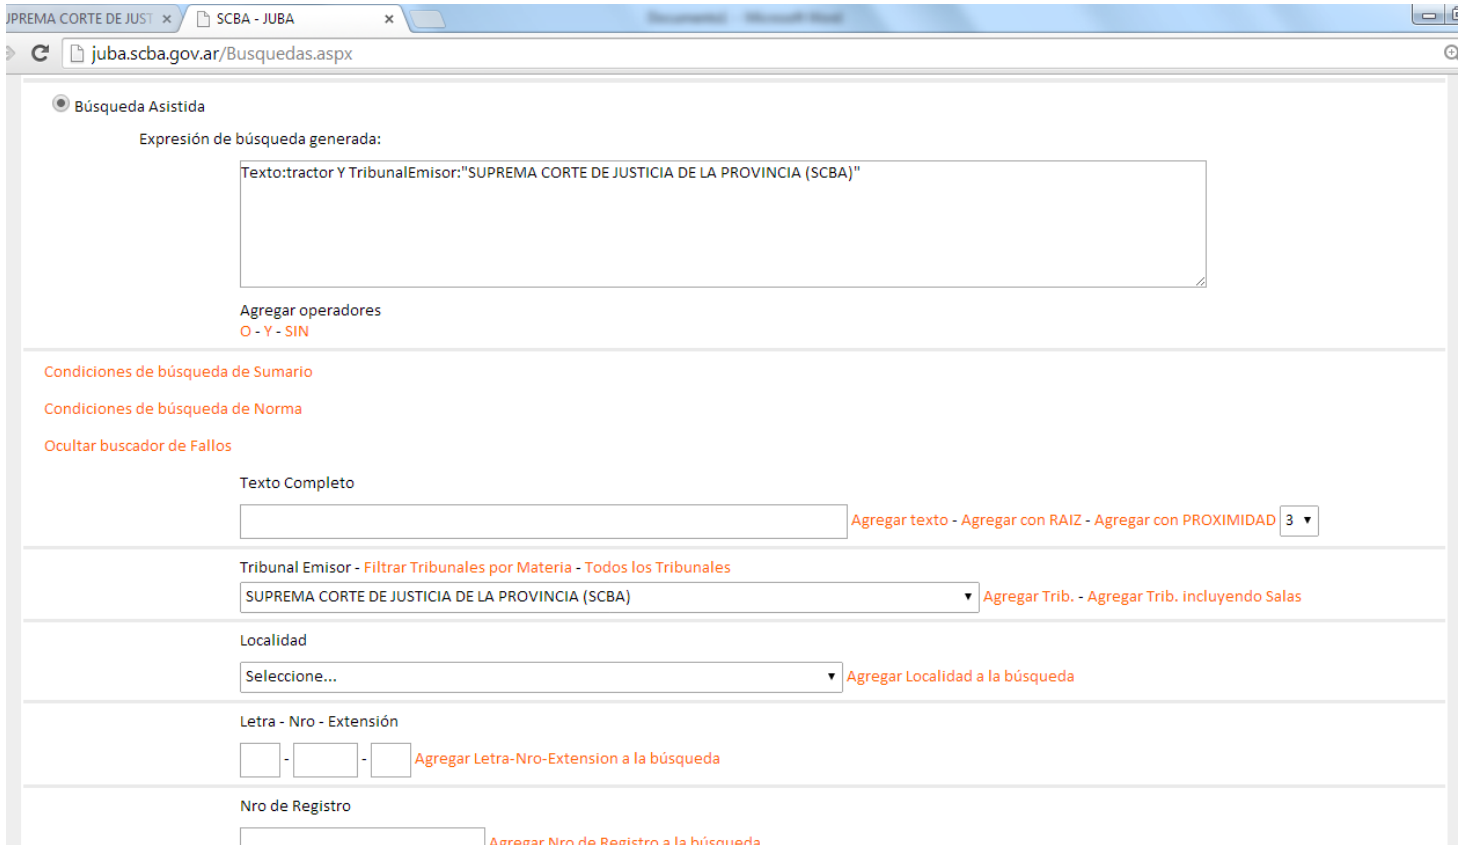 UPREMA CORTE DE JUST
SCBA - JUBA
Documento1 - Microsoft Word
juba.scba.gov.ar/Busquedas.aspx
Búsqueda Asistida
Expresión de búsqueda generada:
Texto:tractor Y TribunalEmisor:"SUPREMA CORTE DE JUSTICIA DE LA PROVINCIA (SCBA)"
Agregar operadores
O - Y - SIN
Condiciones de búsqueda de Sumario
Condiciones de búsqueda de Norma
Ocultar buscador de Fallos
Texto Completo
Agregar texto - Agregar con RAIZ - Agregar con PROXIMIDAD 3
Tribunal Emisor - Filtrar Tribunales por Materia - Todos los Tribunales
SUPREMA CORTE DE JUSTICIA DE LA PROVINCIA (SCBA) Agregar Trib. - Agregar Trib. incluyendo Salas
Localidad
Seleccione... Agregar Localidad a la búsqueda
Letra - Nro - Extensión
- - Agregar Letra-Nro-Extension a la búsqueda
Nro de Registro
Agregar Nro de Registro a la búsqueda